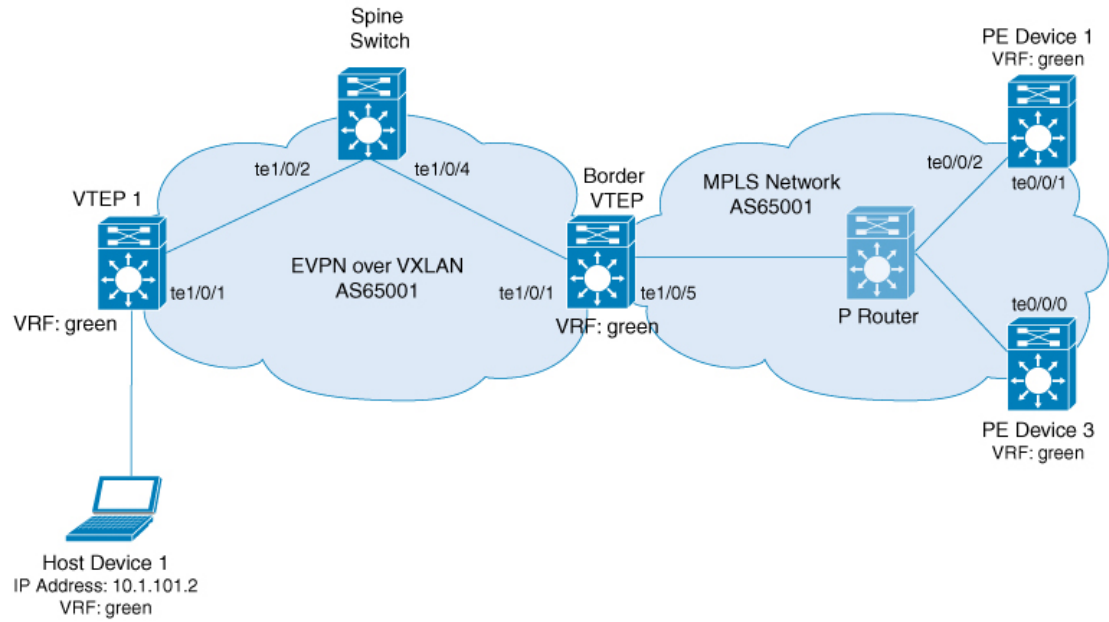 Spine
Switch
PE Device 1
VRF: green
te1/0/2
te1/0/4
te0/0/2
te0/0/1
VTEP 1
Border
VTEP
MPLS Network
AS65001
EVPN over VXLAN
AS65001
te1/0/1
te1/0/1
te1/0/5
VRF: green
VRF: green
P Router
te0/0/0
PE Device 3
VRF: green
Host Device 1
IP Address: 10.1.101.2
VRF: green